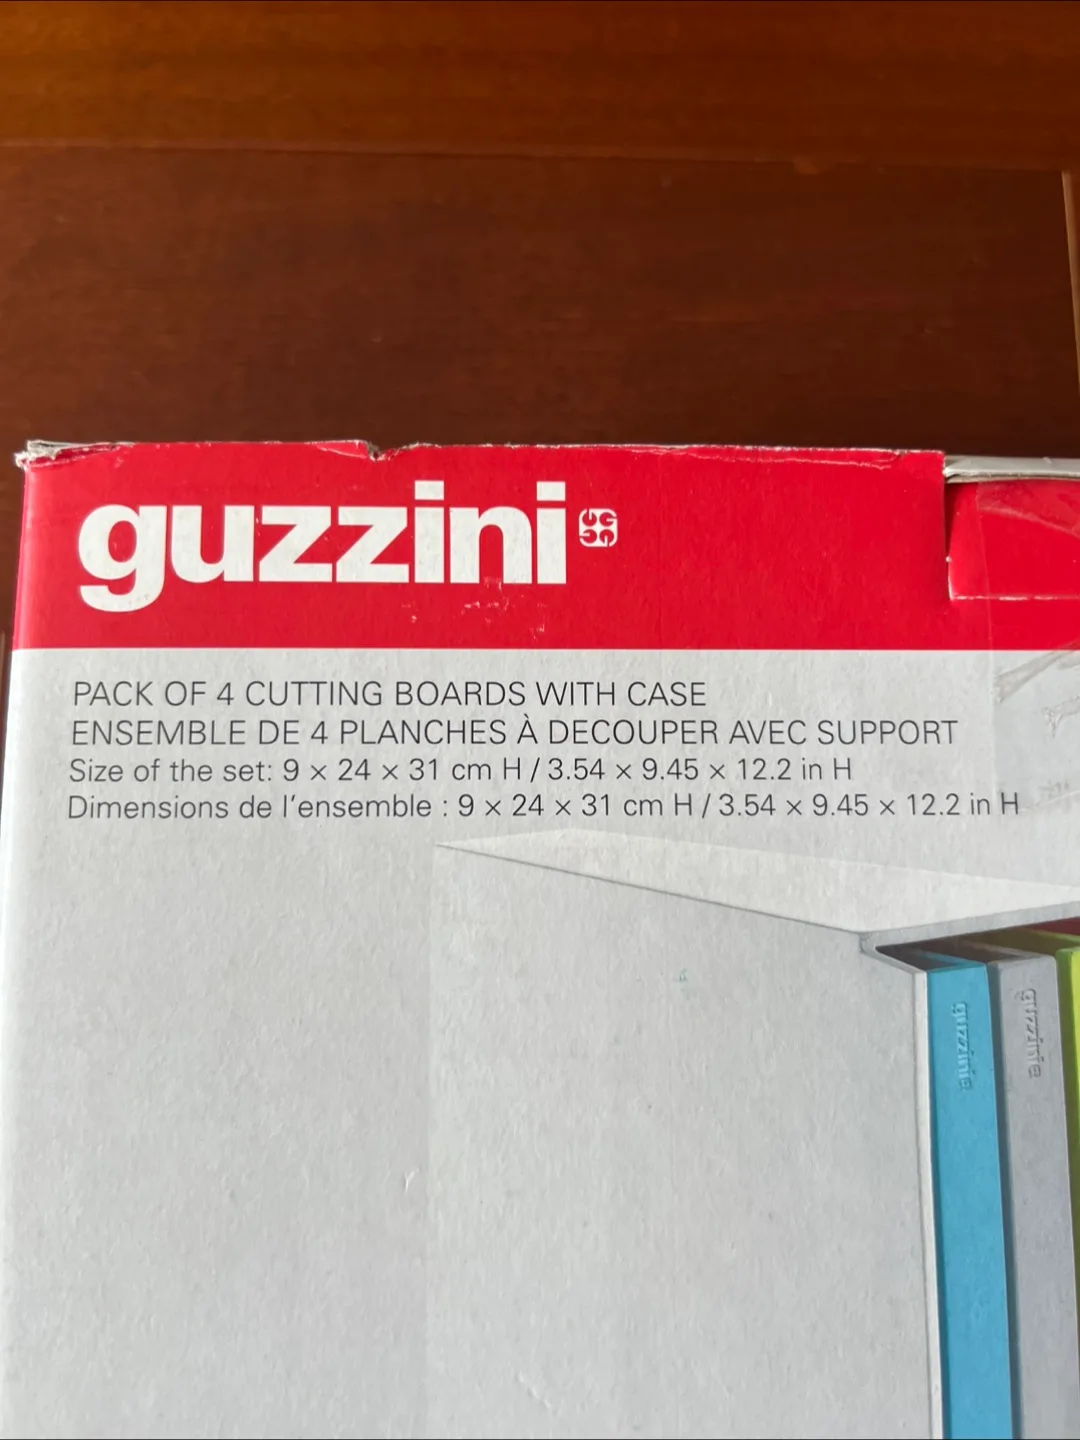 guzzini
PACK OF 4 CUTTING BOARDS WITH CASE
ENSEMBLE DE 4 PLANCHES À DECOUPER AVEC SUPPORT
Size of the set: 9 × 24 × 31 cm H / 3.54 × 9.45 × 12.2 in H
Dimensions de l'ensemble : 9 × 24 × 31 cm H / 3.54 × 9.45 × 12.2 in H
guzzini
guzzini